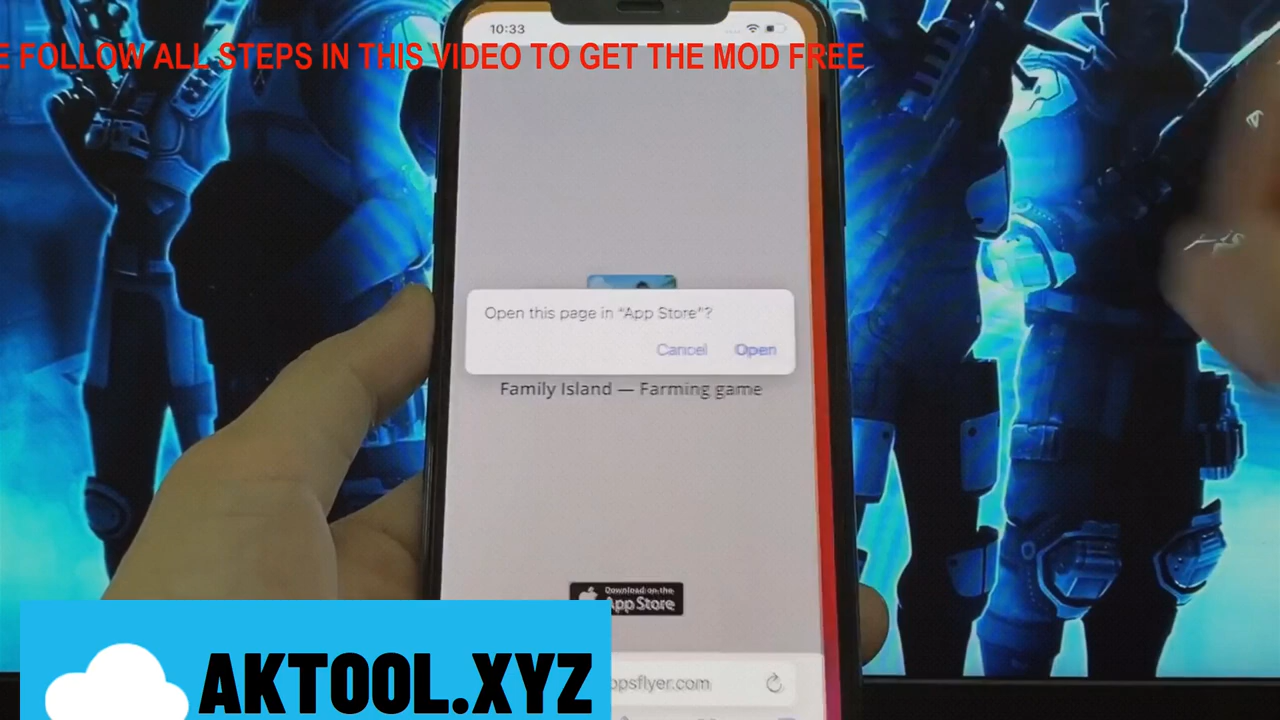 E FOLLOW ALL STEPS IN THIS VIDEO TO GET THE MOD FREE
10:33
Open this page in “App Store”?
Cancel Open
Family Island — Farming game
Download on the
App Store
AKTOOL.XYZ
opsflyer.com